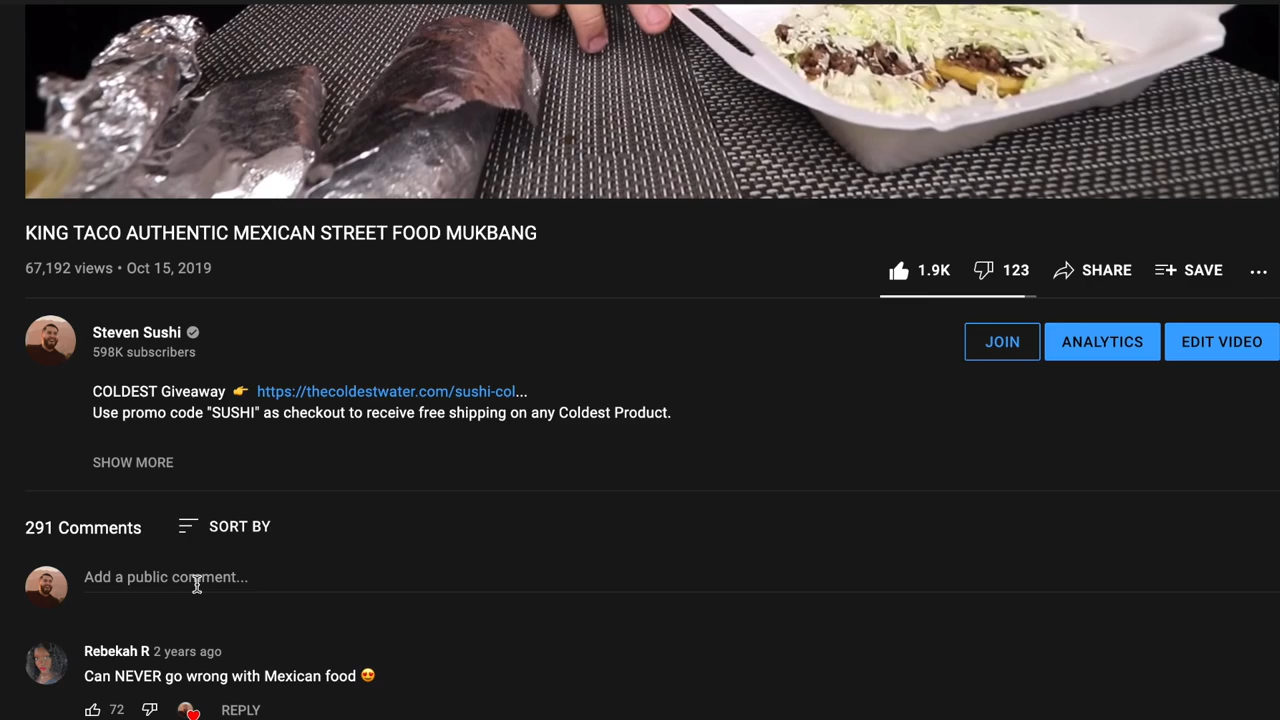 KING TACO AUTHENTIC MEXICAN STREET FOOD MUKBANG
67,192 views • Oct 15, 2019
1.9K 123 SHARE SAVE ...
Steven Sushi
598K subscribers
JOIN ANALYTICS EDIT VIDEO
COLDEST Giveaway 👉 https://thecoldestwater.com/sushi-col...
Use promo code "SUSHI" as checkout to receive free shipping on any Coldest Product.
SHOW MORE
291 Comments SORT BY
Add a public comment...
Rebekah R 2 years ago
Can NEVER go wrong with Mexican food 😍
72 REPLY